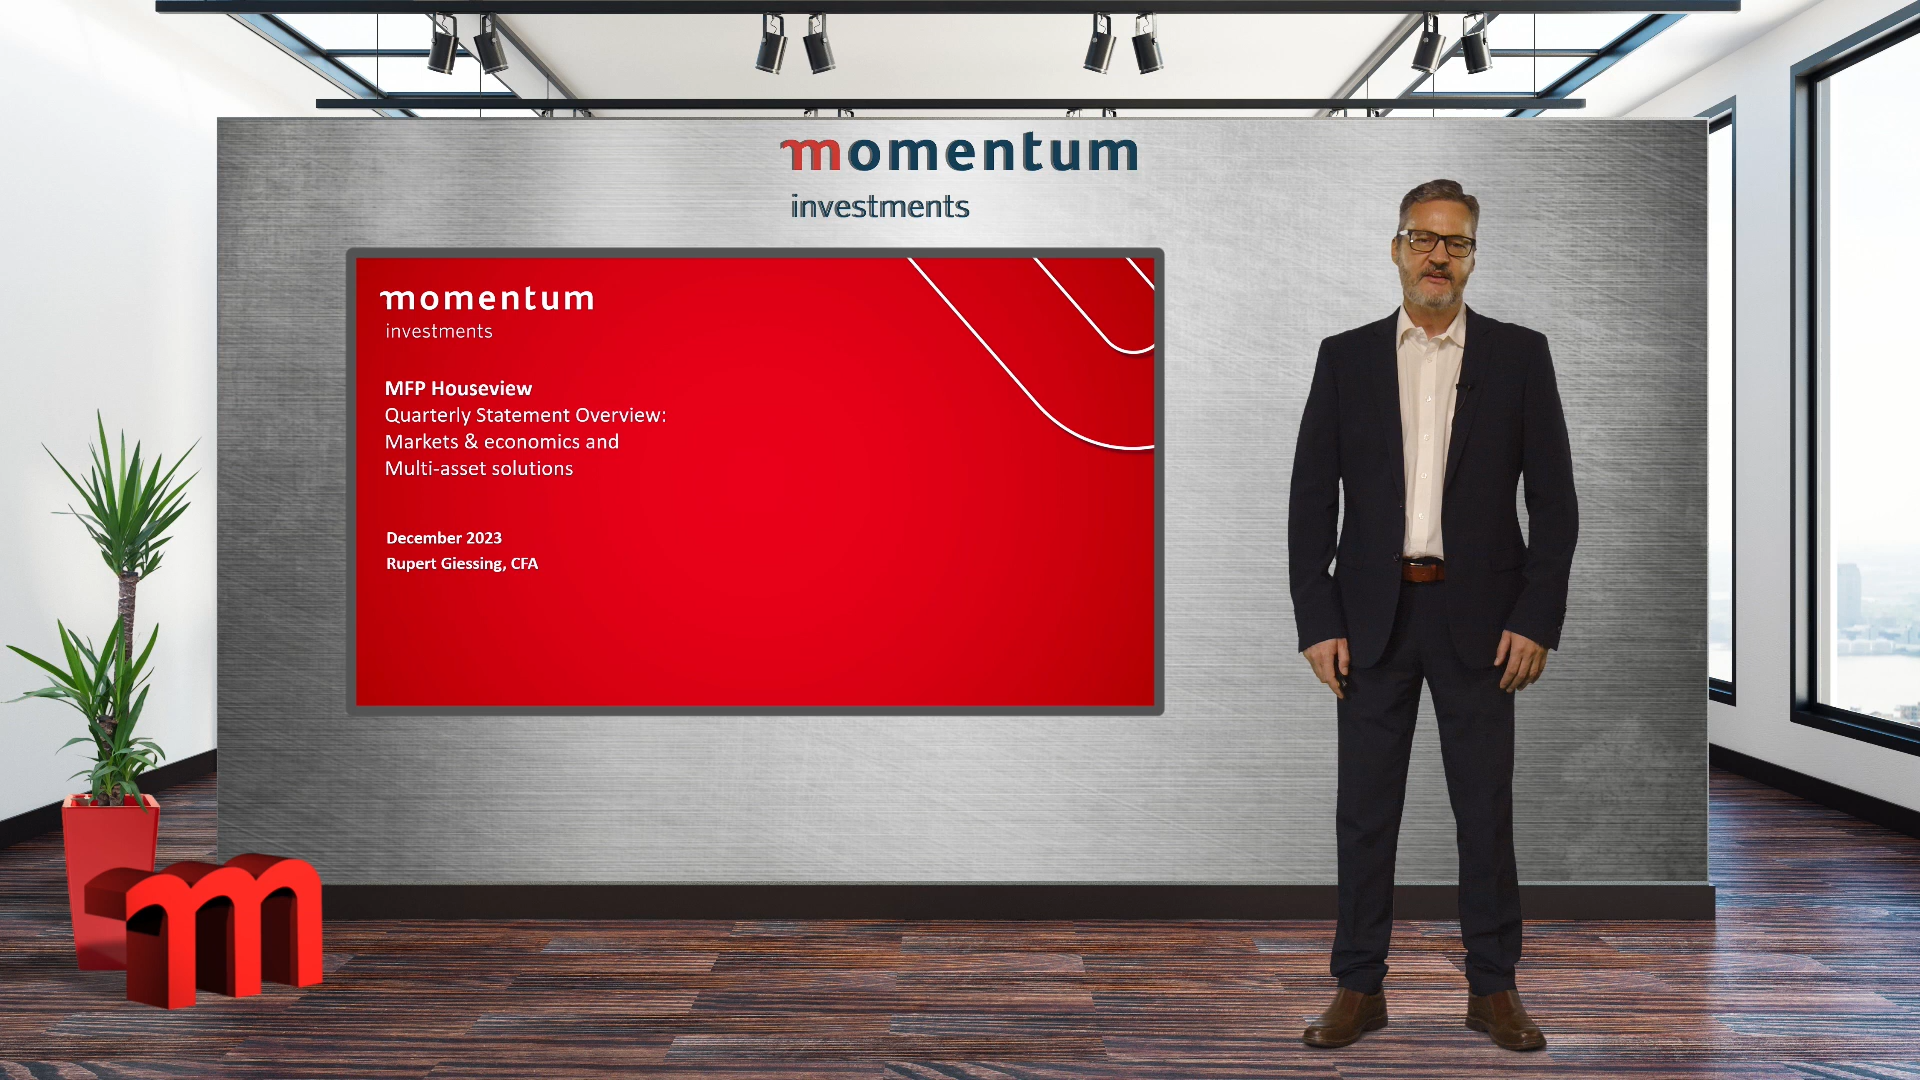 momentum
investments
momentum
investments
MFP Houseview
Quarterly Statement Overview:
Markets & economics and
Multi-asset solutions
December 2023
Rupert Giessing, CFA
m